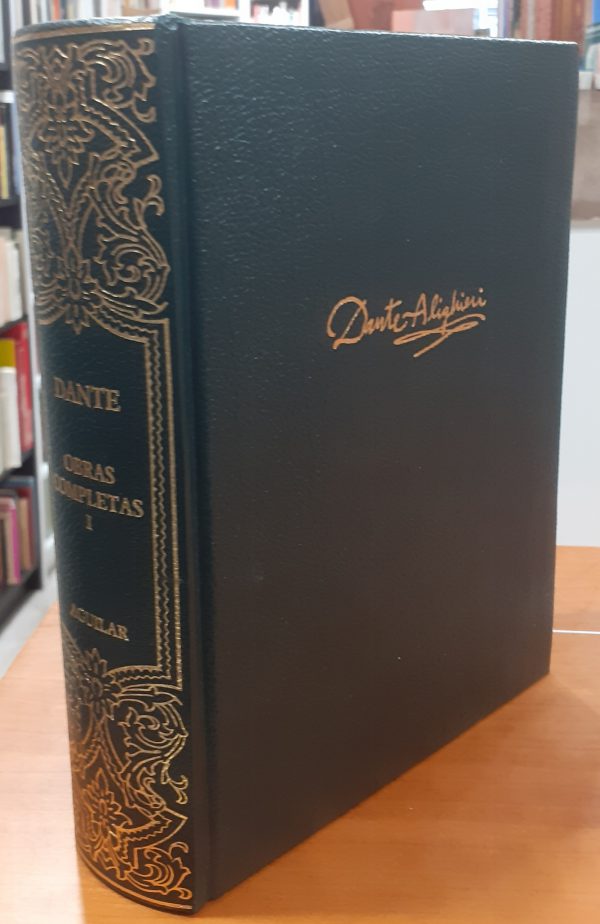 DANTE
OBRAS
COMPLETAS
I
AGUILAR
Dante Alighieri